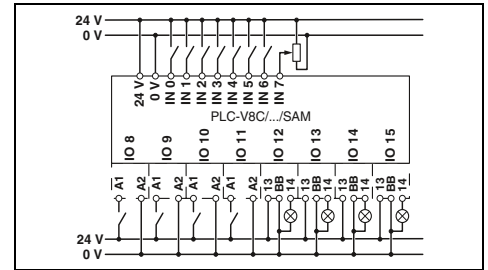 24 V
0 V
24 V
0 V
IN 0
IN 1
IN 2
IN 3
IN 4
IN 5
IN 6
IN 7
PLC-V8C/.../SAM
IO 8
IO 9
IO 10
IO 11
IO 12
IO 13
IO 14
IO 15
A1
A2
A1
A2
A1
A2
A1
A2
13
BB
14
13
BB
14
13
BB
14
13
BB
14
24 V
0 V